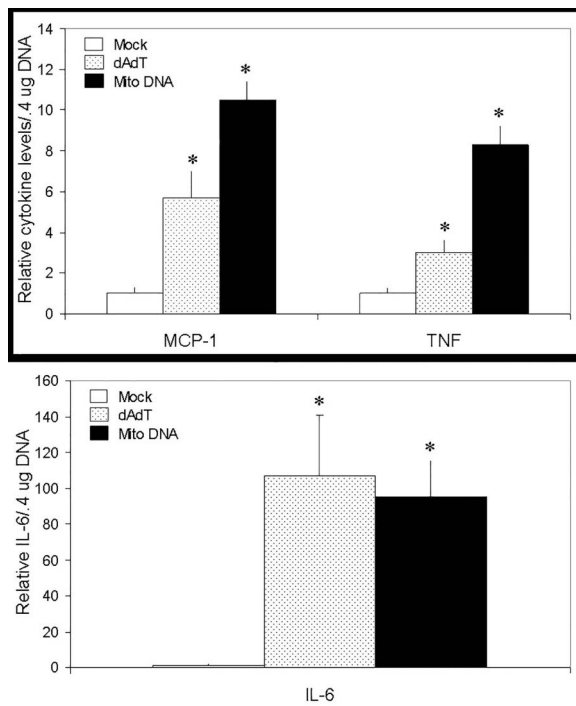 Relative cytokine levels/.4 ug DNA
14
12
10
8
6
4
2
0
Mock
dAdT
Mito DNA
*
*
*
*
MCP-1
TNF
Relative IL-6/.4 ug DNA
160
140
120
100
80
60
40
20
0
Mock
dAdT
Mito DNA
*
*
IL-6